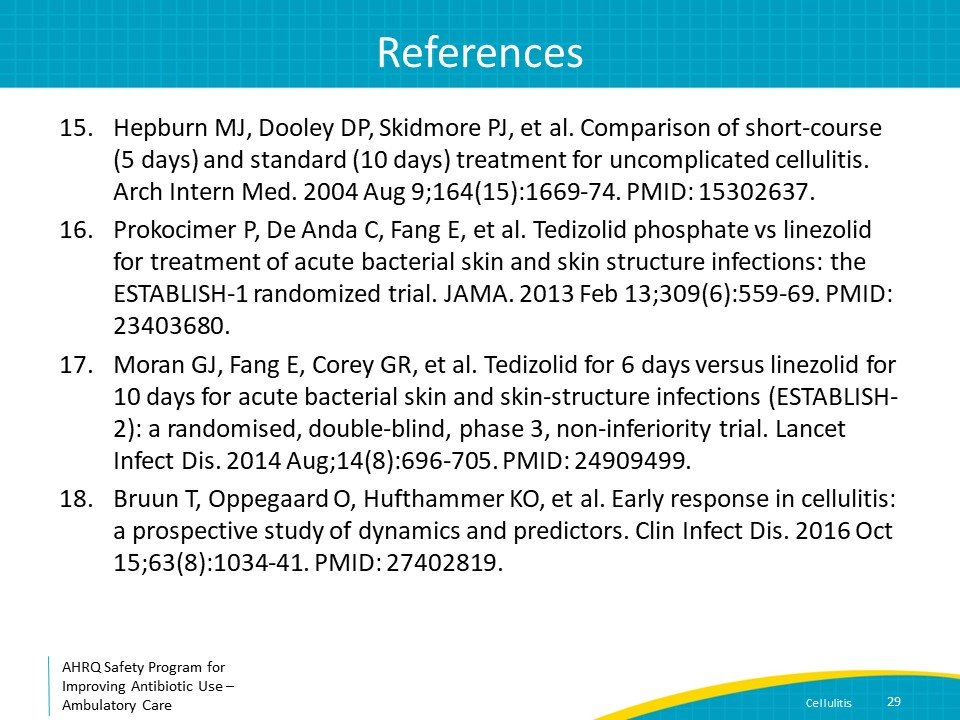 References
15. Hepburn MJ, Dooley DP, Skidmore PJ, et al. Comparison of short-course
(5 days) and standard (10 days) treatment for uncomplicated cellulitis.
Arch Intern Med. 2004 Aug 9;164(15):1669-74. PMID: 15302637.
16. Prokocimer P, De Anda C, Fang E, et al. Tedizolid phosphate vs linezolid
for treatment of acute bacterial skin and skin structure infections: the
ESTABLISH-1 randomized trial. JAMA. 2013 Feb 13;309(6):559-69. PMID:
23403680.
17. Moran GJ, Fang E, Corey GR, et al. Tedizolid for 6 days versus linezolid for
10 days for acute bacterial skin and skin-structure infections (ESTABLISH-
2): a randomised, double-blind, phase 3, non-inferiority trial. Lancet
Infect Dis. 2014 Aug;14(8):696-705. PMID: 24909499.
18. Bruun T, Oppegaard O, Hufthammer KO, et al. Early response in cellulitis:
a prospective study of dynamics and predictors. Clin Infect Dis. 2016 Oct
15;63(8):1034-41. PMID: 27402819.
AHRQ Safety Program for
Improving Antibiotic Use –
Ambulatory Care
Cellulitis 29